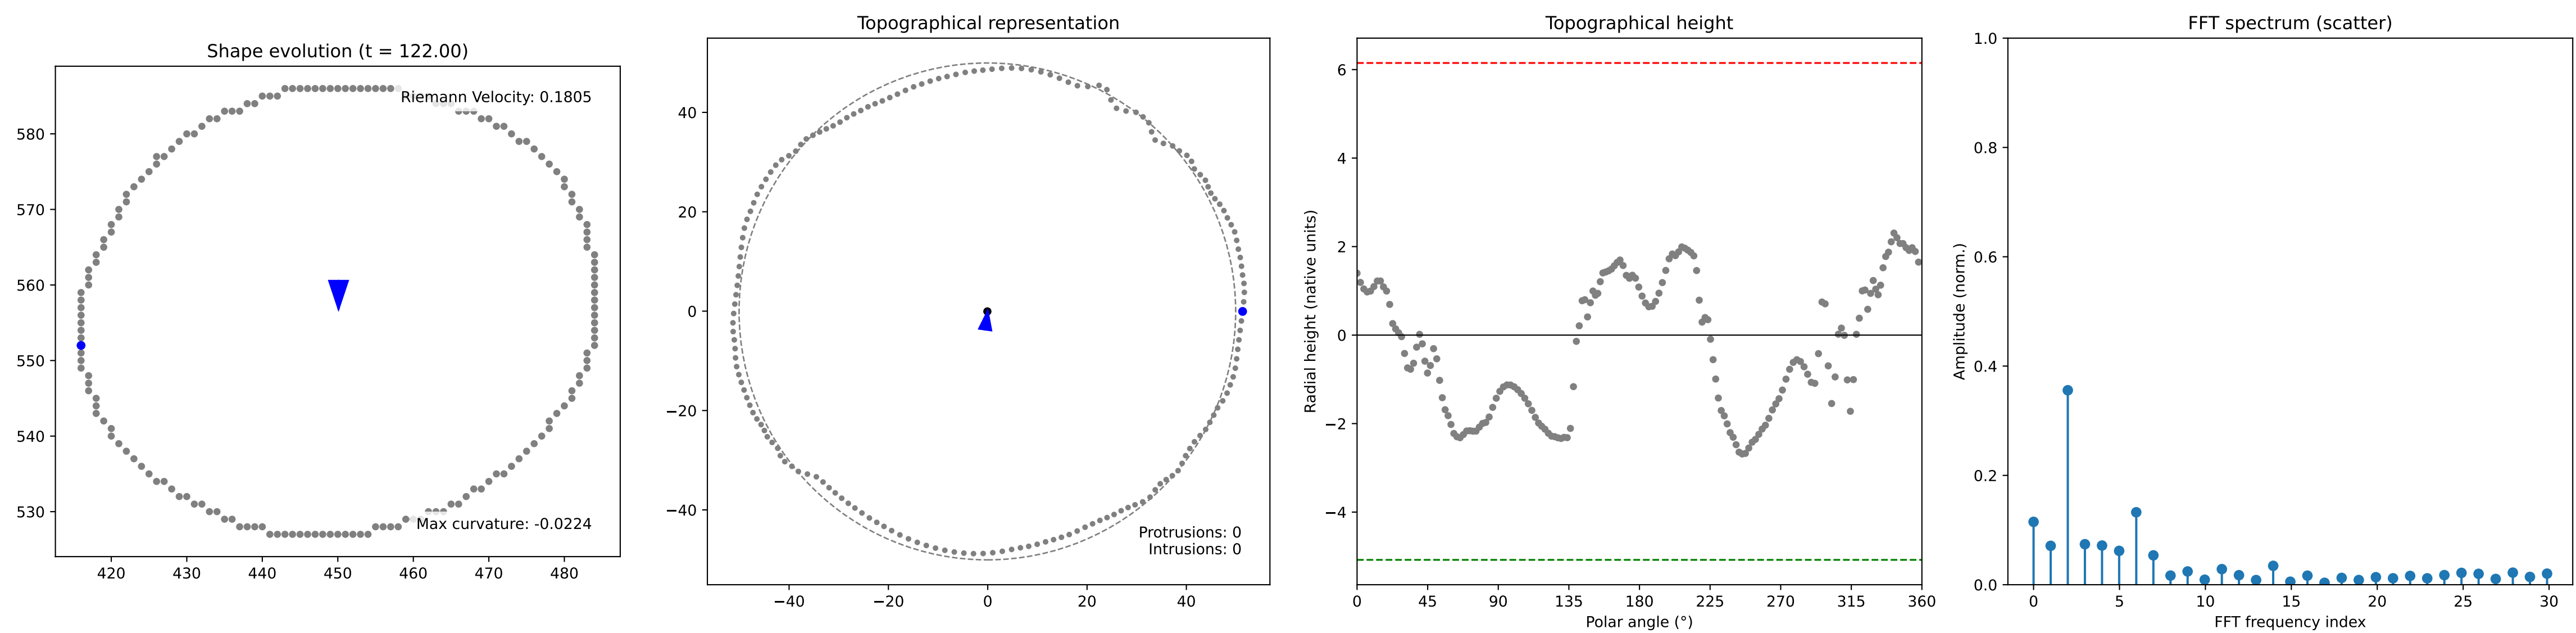 Shape evolution (t = 122.00)
Riemann Velocity: 0.1805
Max curvature: -0.0224
580
570
560
550
540
530
420 430 440 450 460 470 480
Topographical representation
40
20
0
−20
−40
−40 −20 0 20 40
Protrusions: 0
Intrusions: 0
Topographical height
Radial height (native units)
6
4
2
0
−2
−4
0 45 90 135 180 225 270 315 360
Polar angle (°)
FFT spectrum (scatter)
Amplitude (norm.)
1.0
0.8
0.6
0.4
0.2
0.0
0 5 10 15 20 25 30
FFT frequency index